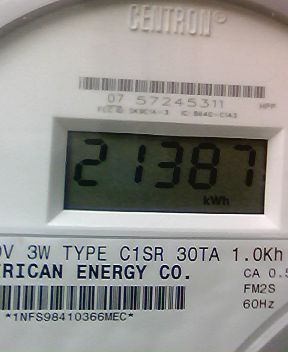 CENTRON®
07 57245311 HPP
21387
kWh
3W TYPE C1SR 30TA 1.0Kh
ENERGY CO. CA 0.5
FM2S
60Hz
*1NFS98410366MEC*